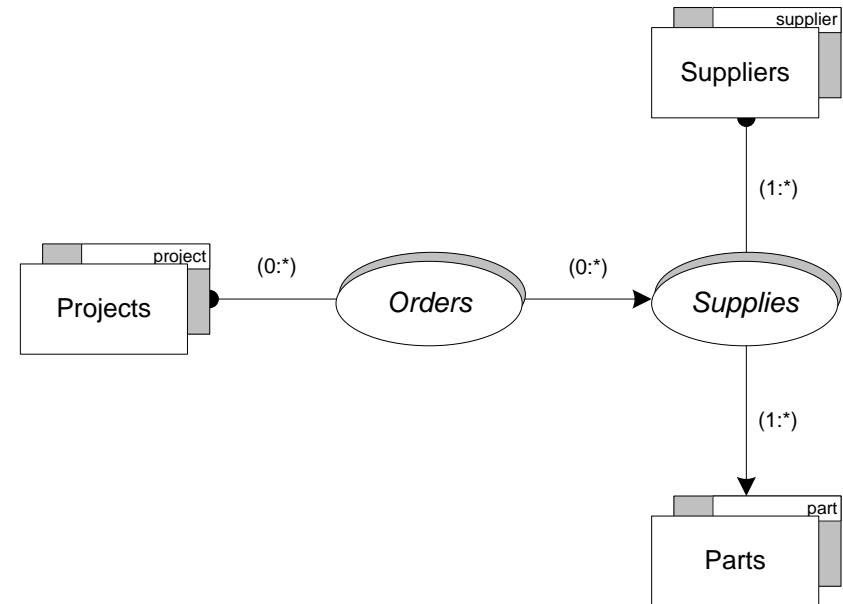 supplier
Suppliers
(1:*)
project
Projects
(0:*)
Orders
(0:*)
Supplies
(1:*)
part
Parts